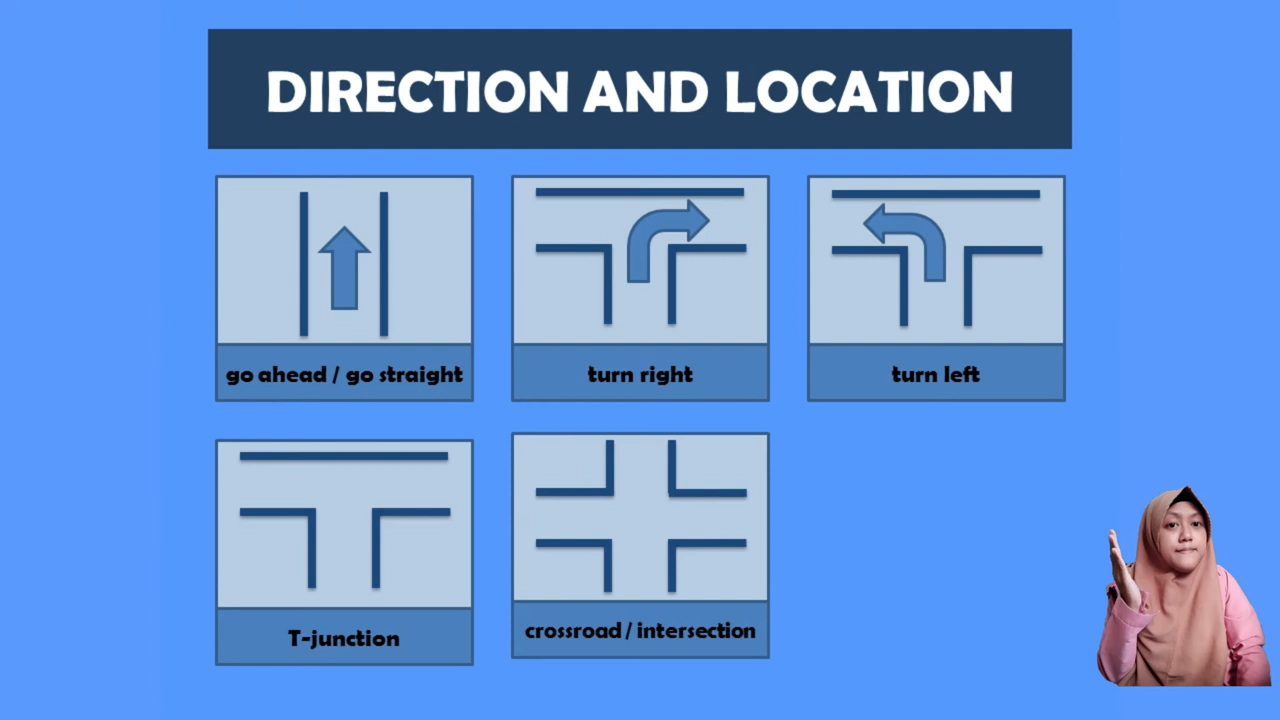 DIRECTION AND LOCATION
go ahead / go straight
turn right
turn left
T-junction
crossroad / intersection